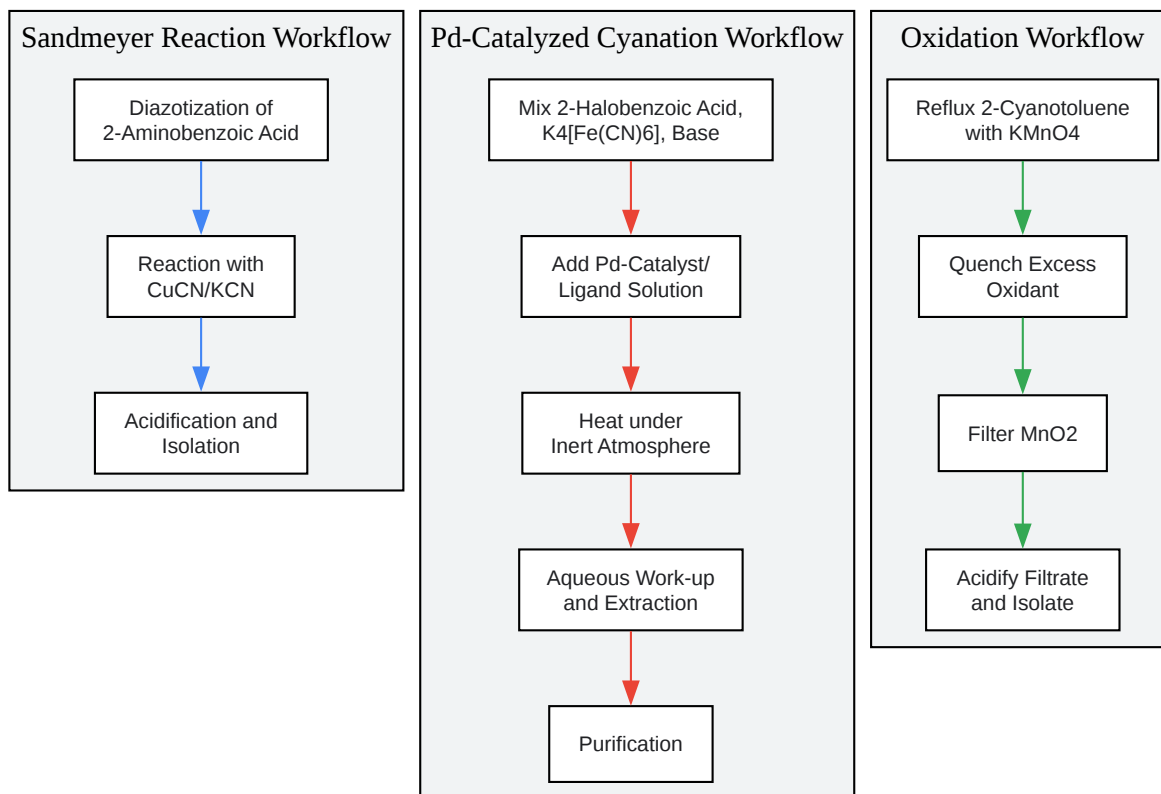 Sandmeyer Reaction Workflow
Diazotization of
2-Aminobenzoic Acid
Reaction with
CuCN/KCN
Acidification and
Isolation
Pd-Catalyzed Cyanation Workflow
Mix 2-Halobenzoic Acid,
K4[Fe(CN)6], Base
Add Pd-Catalyst/
Ligand Solution
Heat under
Inert Atmosphere
Aqueous Work-up
and Extraction
Purification
Oxidation Workflow
Reflux 2-Cyanotoluene
with KMnO4
Quench Excess
Oxidant
Filter MnO2
Acidify Filtrate
and Isolate